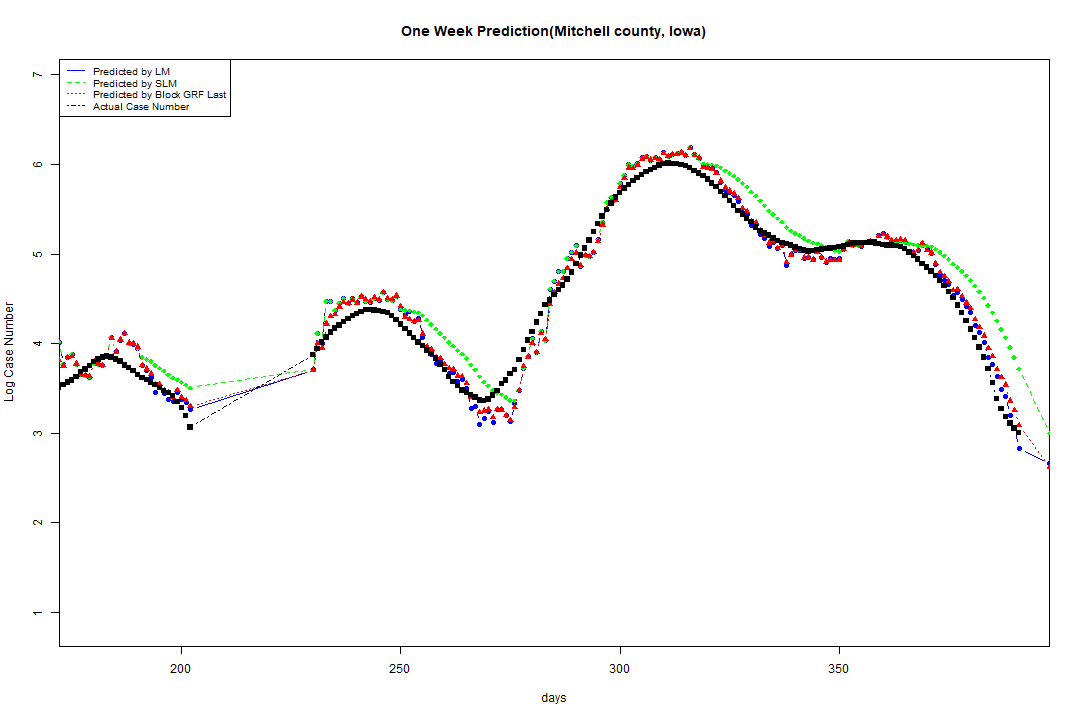 One Week Prediction(Mitchell county, Iowa)
Predicted by LM
Predicted by SLM
Predicted by Block GRF Last
Actual Case Number
7
6
5
4
3
2
1
Log Case Number
200 250 300 350
days